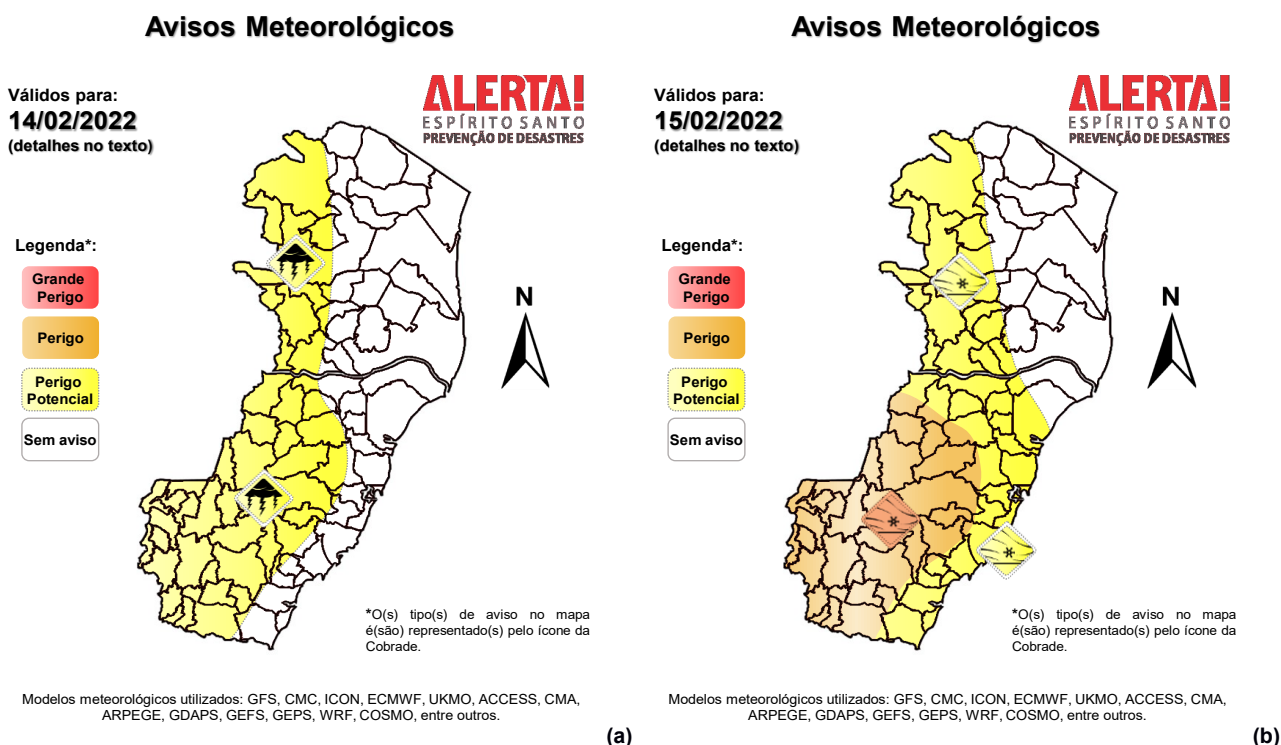 Avisos Meteorológicos
Válidos para:
14/02/2022
(detalhes no texto)
ALERTA!
ESPÍRITO SANTO
PREVENÇÃO DE DESASTRES
Legenda*:
Grande
Perigo
Perigo
Perigo
Potencial
Sem aviso
N
*O(s) tipo(s) de aviso no mapa
é(são) representado(s) pelo ícone da
Cobrade.
Modelos meteorológicos utilizados: GFS, CMC, ICON, ECMWF, UKMO, ACCESS, CMA,
ARPEGE, GDAPS, GEFS, GEPS, WRF, COSMO, entre outros.
(a)
Avisos Meteorológicos
Válidos para:
15/02/2022
(detalhes no texto)
ALERTA!
ESPÍRITO SANTO
PREVENÇÃO DE DESASTRES
Legenda*:
Grande
Perigo
Perigo
Perigo
Potencial
Sem aviso
N
*O(s) tipo(s) de aviso no mapa
é(são) representado(s) pelo ícone da
Cobrade.
Modelos meteorológicos utilizados: GFS, CMC, ICON, ECMWF, UKMO, ACCESS, CMA,
ARPEGE, GDAPS, GEFS, GEPS, WRF, COSMO, entre outros.
(b)